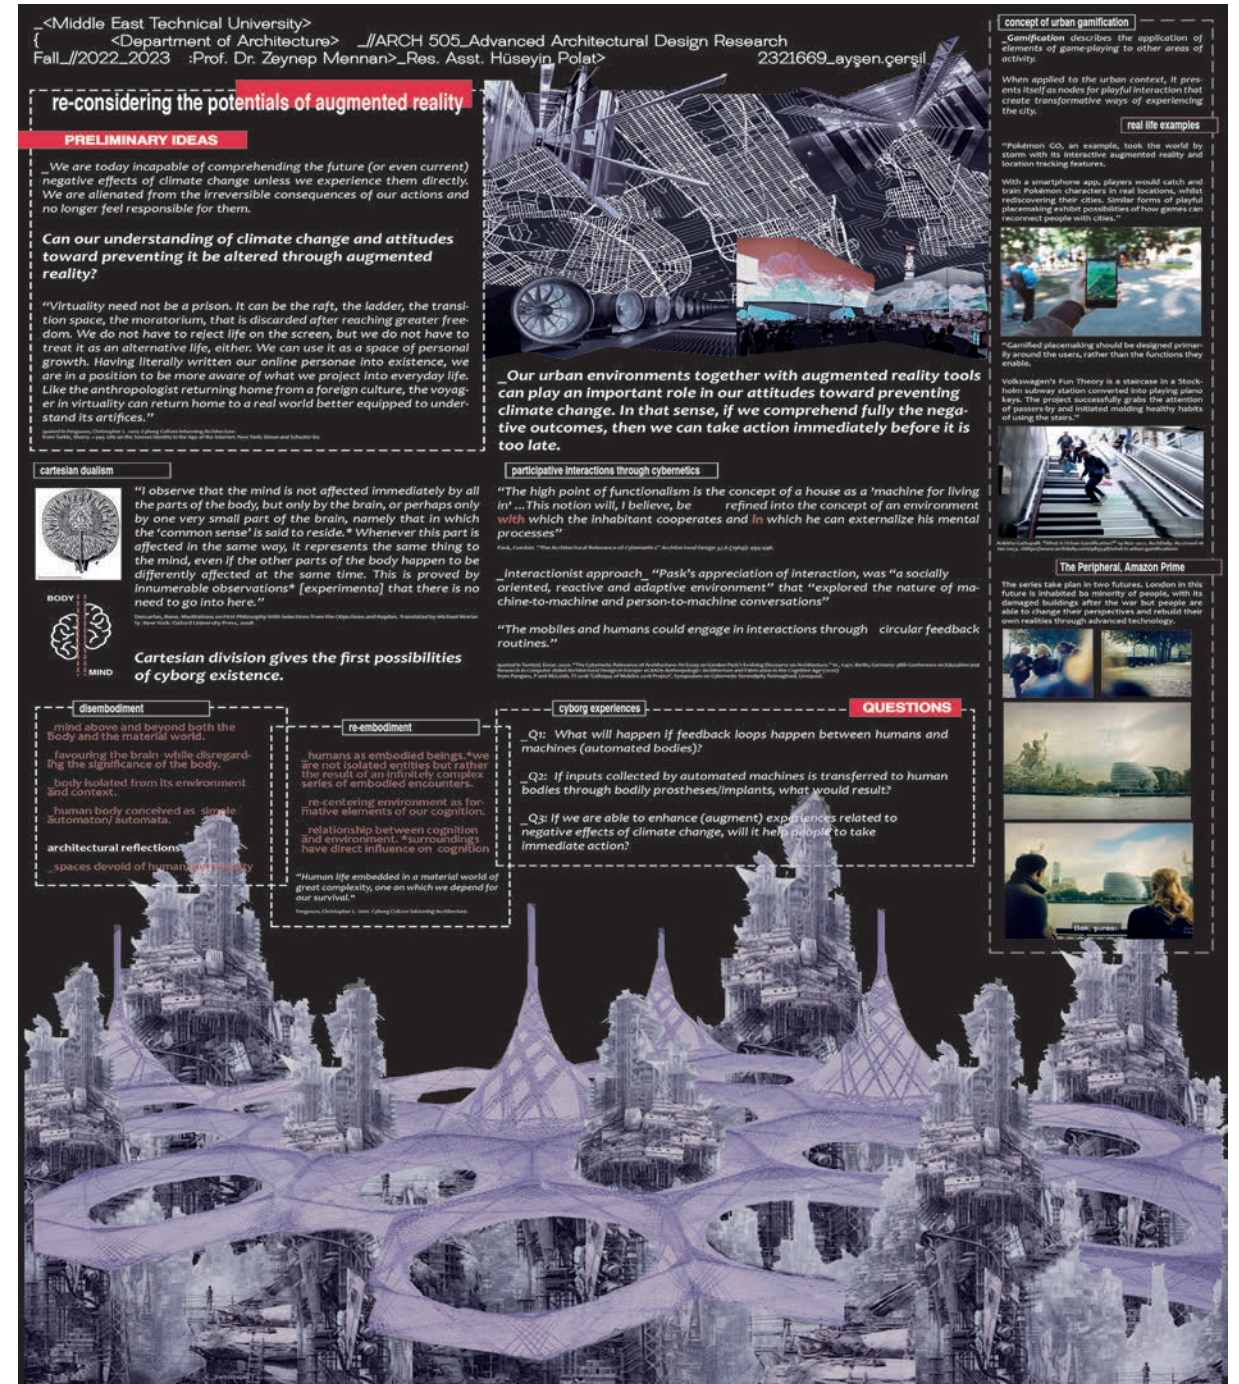 _<Middle East Technical University>
{ <Department of Architecture> _//ARCH 505_Advanced Architectural Design Research
Fall_//2022_2023 :Prof. Dr. Zeynep Mennan>_Res. Asst. Hüseyin Polat> 2321669_ayşen.çerşil
re-considering the potentials of augmented reality
PRELIMINARY IDEAS
_We are today incapable of comprehending the future (or even current)
negative effects of climate change unless we experience them directly.
We are alienated from the irreversible consequences of our actions and
no longer feel responsible for them.
Can our understanding of climate change and attitudes
toward preventing it be altered through augmented
reality?
“Virtuality need not be a prison. It can be the raft, the ladder, the transi-
tion space, the moratorium, that is discarded after reaching greater free-
dom. We do not have to reject life on the screen, but we do not have to
treat it as an alternative life, either. We can use it as a space of personal
growth. Having literally written our online personae into existence, we
are in a position to be more aware of what we project into everyday life.
Like the anthropologist returning home from a foreign culture, the voyag-
er in virtuality can return home to a real world better equipped to under-
stand its artifices.”
_Our urban environments together with augmented reality tools
can play an important role in our attitudes toward preventing
climate change. In that sense, if we comprehend fully the nega-
tive outcomes, then we can take action immediately before it is
too late.
cartesian dualism
“I observe that the mind is not affected immediately by all
the parts of the body, but only by the brain, or perhaps only
by one very small part of the brain, namely that in which
the ‘common sense’ is said to reside.* Whenever this part is
affected in the same way, it represents the same thing to
the mind, even if the other parts of the body happen to be
differently affected at the same time. This is proved by
innumerable observations* [experimenta] that there is no
need to go into here.”
BODY
MIND
Cartesian division gives the first possibilities
of cyborg existence.
participative interactions through cybernetics
“The high point of functionalism is the concept of a house as a ‘machine for living
in’ ...This notion will, I believe, be refined into the concept of an environment
with which the inhabitant cooperates and in which he can externalize his mental
processes”
_interactionist approach_ “Pask’s appreciation of interaction, was “a socially
oriented, reactive and adaptive environment” that “explored the nature of ma-
chine-to-machine and person-to-machine conversations”
“The mobiles and humans could engage in interactions through circular feedback
routines.”
disembodiment
_mind above and beyond both the
Body and the material world.
_favouring the brain while disregard-
ing the significance of the body.
_body isolated from its environment
and context.
_human body conceived as simple
automaton/ automata.
architectural reflections
_spaces devoid of human
re-embodiment
_humans as embodied beings.*we
are not isolated entities but rather
the result of an infinitely complex
series of embodied encounters.
_re-centering environment as for-
mative elements of our cognition.
_relationship between cognition
and environment. *surroundings
have direct influence on cognition
“Human life embedded in a material world of
great complexity, one on which we depend for
our survival.”
Ferguson, Christopher L. 2001. Cyborg Culture Informing Architecture.
cyborg experiences
QUESTIONS
_Q1: What will happen if feedback loops happen between humans and
machines (automated bodies)?
_Q2: If inputs collected by automated machines is transferred to human
bodies through bodily prostheses/implants, what would result?
_Q3: If we are able to enhance (augment) experiences related to
negative effects of climate change, will it help people to take
immediate action?
concept of urban gamification
_Gamification describes the application of
elements of game-playing to other areas of
activity.
When applied to the urban context, it pres-
ents itself as nodes for playful interaction that
create transformative ways of experiencing
the city.
real life examples
“Pokémon GO, an example, took the world by
storm with its interactive augmented reality and
location tracking features.
With a smartphone app, players would catch and
train Pokémon characters in real locations, whilst
rediscovering their cities. Similar forms of playful
placemaking exhibit possibilities of how games can
reconnect people with cities.”
“Gamified placemaking should be designed primar-
ily around the users, rather than the functions they
enable.
Volkswagen’s Fun Theory is a staircase in a Stock-
holm subway station converted into playing piano
keys. The project successfully grabs the attention
of passers-by and initiated molding healthy habits
of using the stairs.”
The Peripheral, Amazon Prime
The series take plan in two futures. London in this
future is inhabited ba minority of people, with its
damaged buildings after the war but people are
able to change their perspectives and rebuild their
own realities through advanced technology.
Bak, şurası